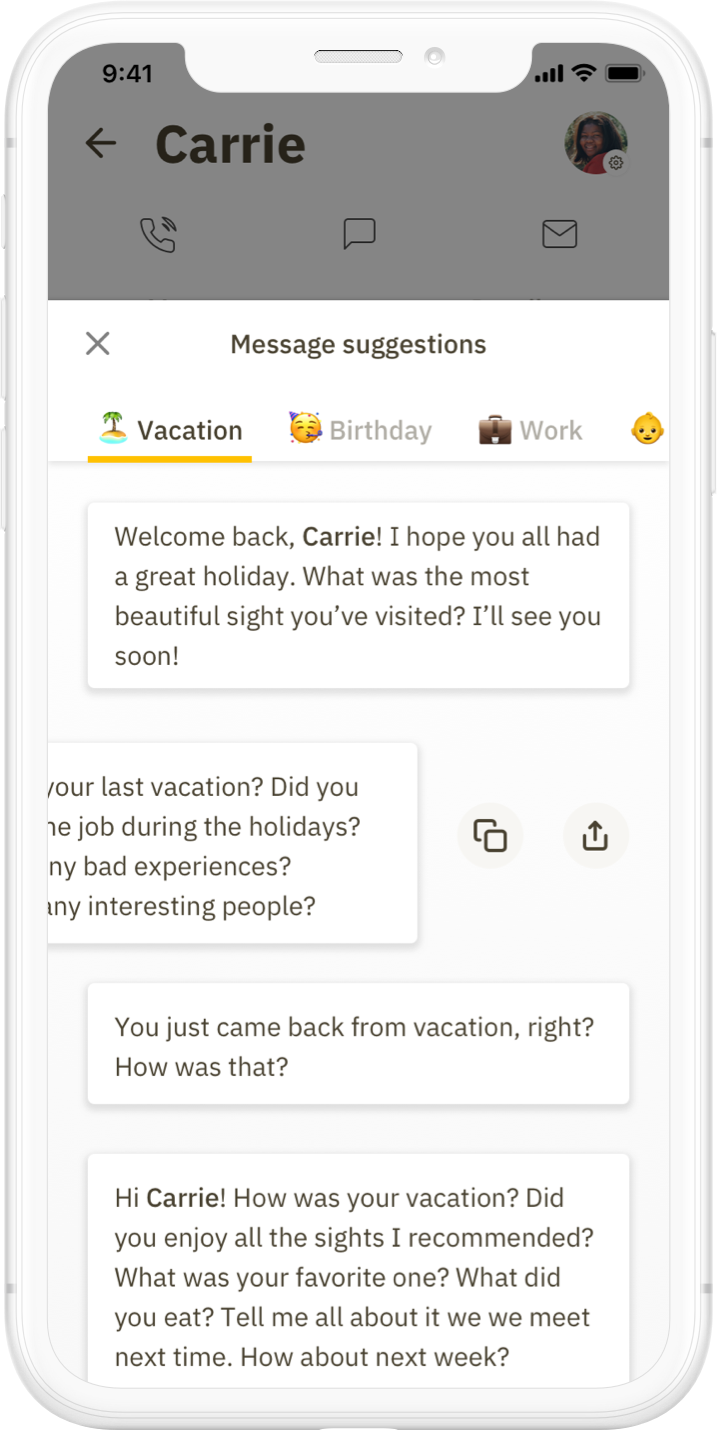 9:41
Carrie
Message suggestions
Vacation Birthday Work
Welcome back, Carrie! I hope you all had
a great holiday. What was the most
beautiful sight you’ve visited? I’ll see you
soon!
your last vacation? Did you
job during the holidays?
bad experiences?
any interesting people?
You just came back from vacation, right?
How was that?
Hi Carrie! How was your vacation? Did
you enjoy all the sights I recommended?
What was your favorite one? What did
you eat? Tell me all about it we we meet
next time. How about next week?